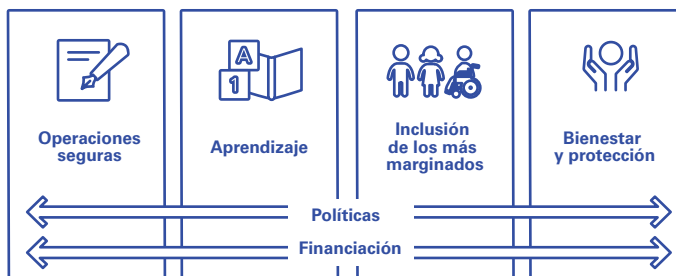 A
1
Operaciones
seguras
Aprendizaje
Inclusión
de los más
marginados
Bienestar
y protección
Políticas
Financiación